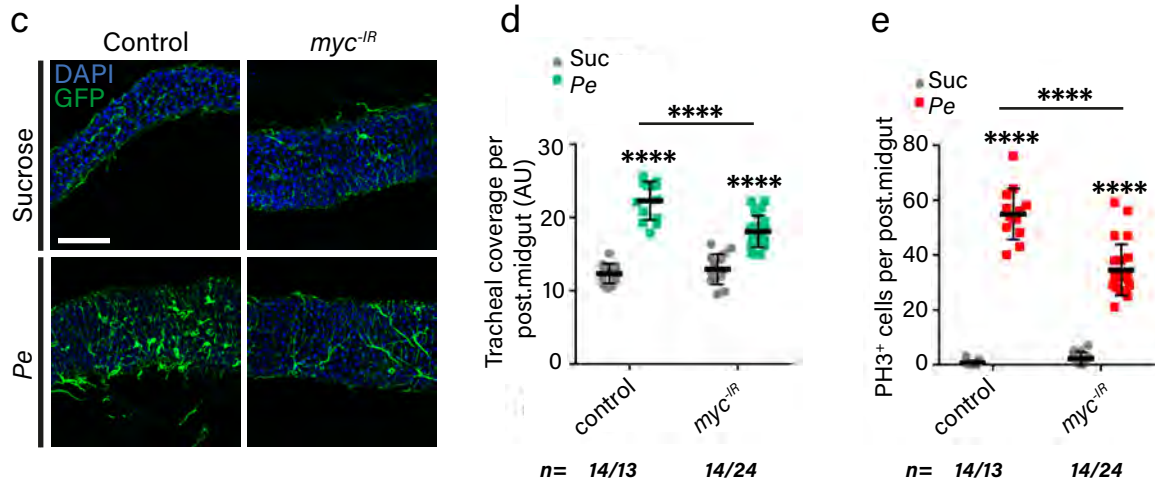 c
Control
myc-IR
DAPI
GFP
Sucrose
Pe
d
Suc
Pe
****
****
****
30
20
10
0
Tracheal coverage per
post.midgut (AU)
control
myc-IR
n= 14/13 14/24
e
Suc
Pe
****
****
****
80
60
40
20
0
PH3+ cells per post.midgut
control
myc-IR
n= 14/13 14/24